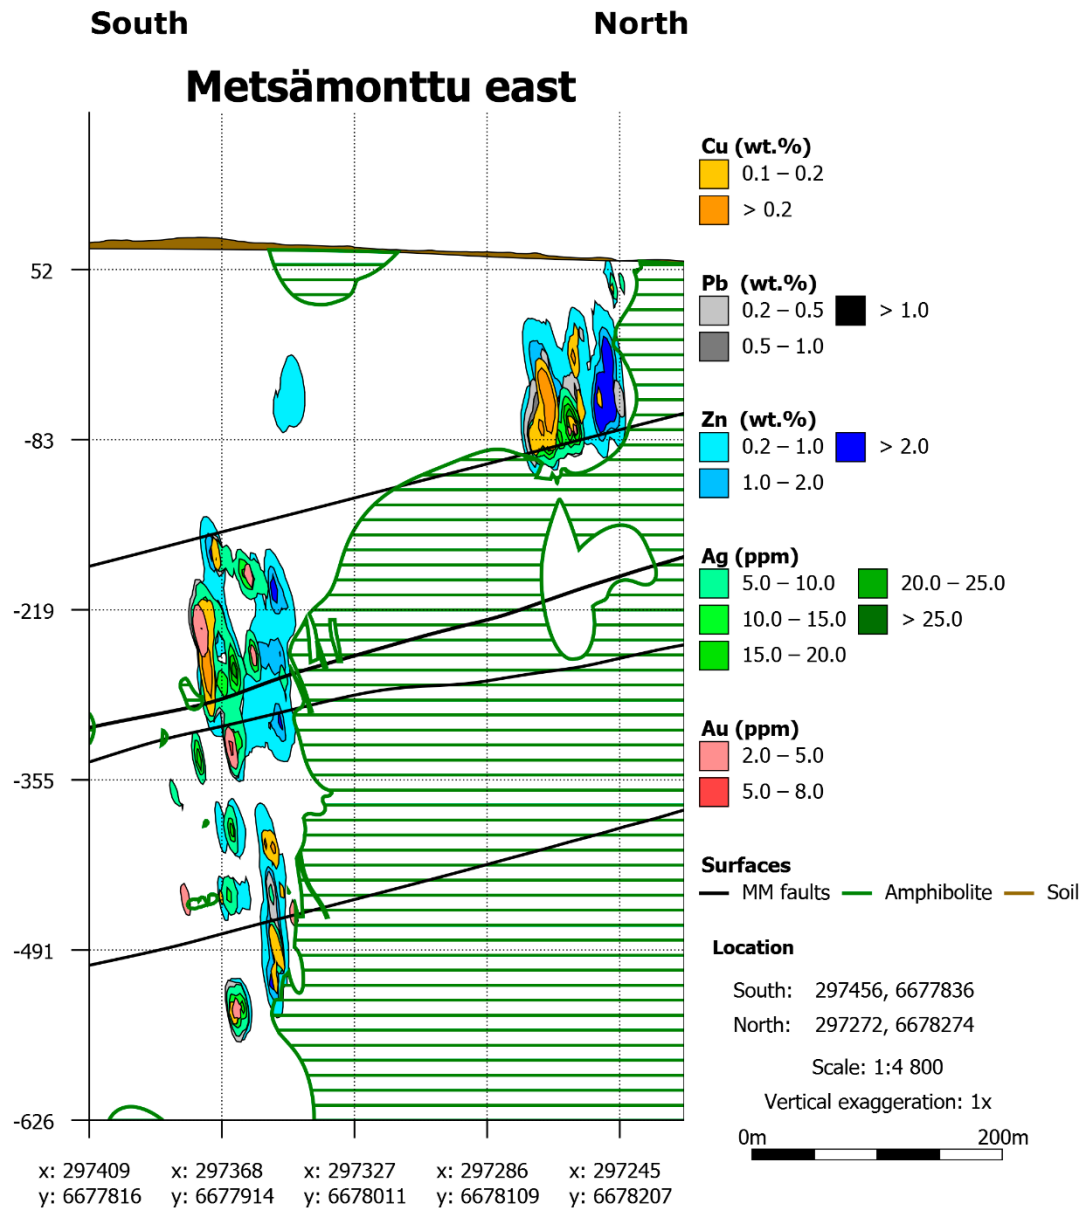 South North
Metsämonttu east
Cu (wt.%)
0.1 – 0.2
> 0.2
Pb (wt.%)
0.2 – 0.5 > 1.0
0.5 – 1.0
Zn (wt.%)
0.2 – 1.0 > 2.0
1.0 – 2.0
Ag (ppm)
5.0 – 10.0 20.0 – 25.0
10.0 – 15.0 > 25.0
15.0 – 20.0
Au (ppm)
2.0 – 5.0
5.0 – 8.0
Surfaces
MM faults Amphibolite Soil
Location
South: 297456, 6677836
North: 297272, 6678274
Scale: 1:4 800
Vertical exaggeration: 1x
0m 200m
52
-83
-219
-355
-491
-626
x: 297409 x: 297368 x: 297327 x: 297286 x: 297245
y: 6677816 y: 6677914 y: 6678011 y: 6678109 y: 6678207